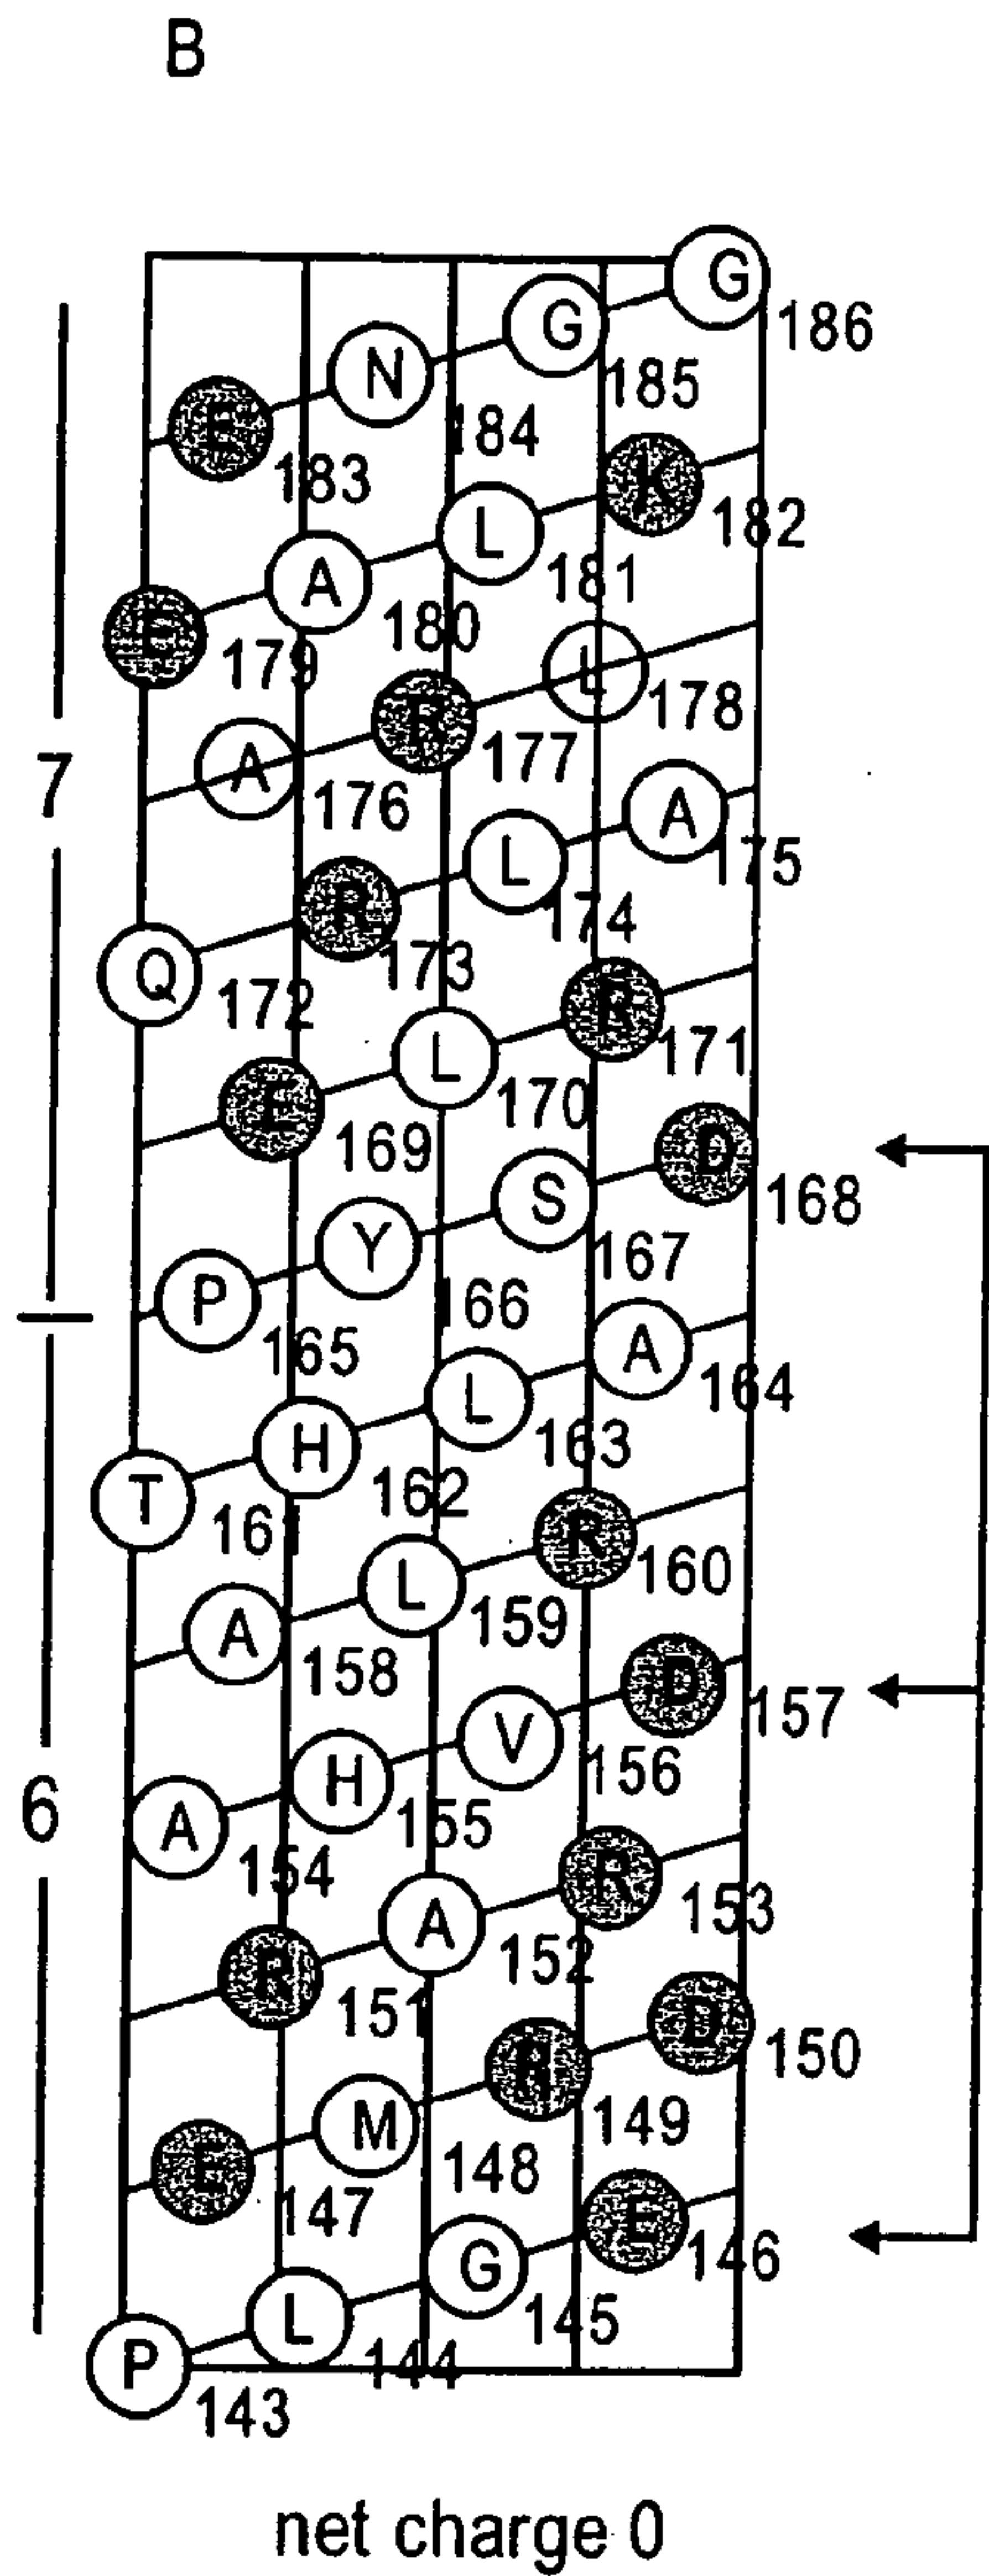 B
G
186
G
185
N
184
E
183
K
182
L
181
A
180
E
179
L
178
R
177
A
176
7
A
175
L
174
R
173
Q
172
R
171
L
170
E
169
D
168
S
167
Y
166
P
165
A
164
L
163
H
162
T
161
R
160
L
159
A
158
D
157
V
156
H
155
A
154
6
R
153
A
152
R
151
D
150
R
149
M
148
E
147
E
146
G
145
L
144
P
143
net charge 0